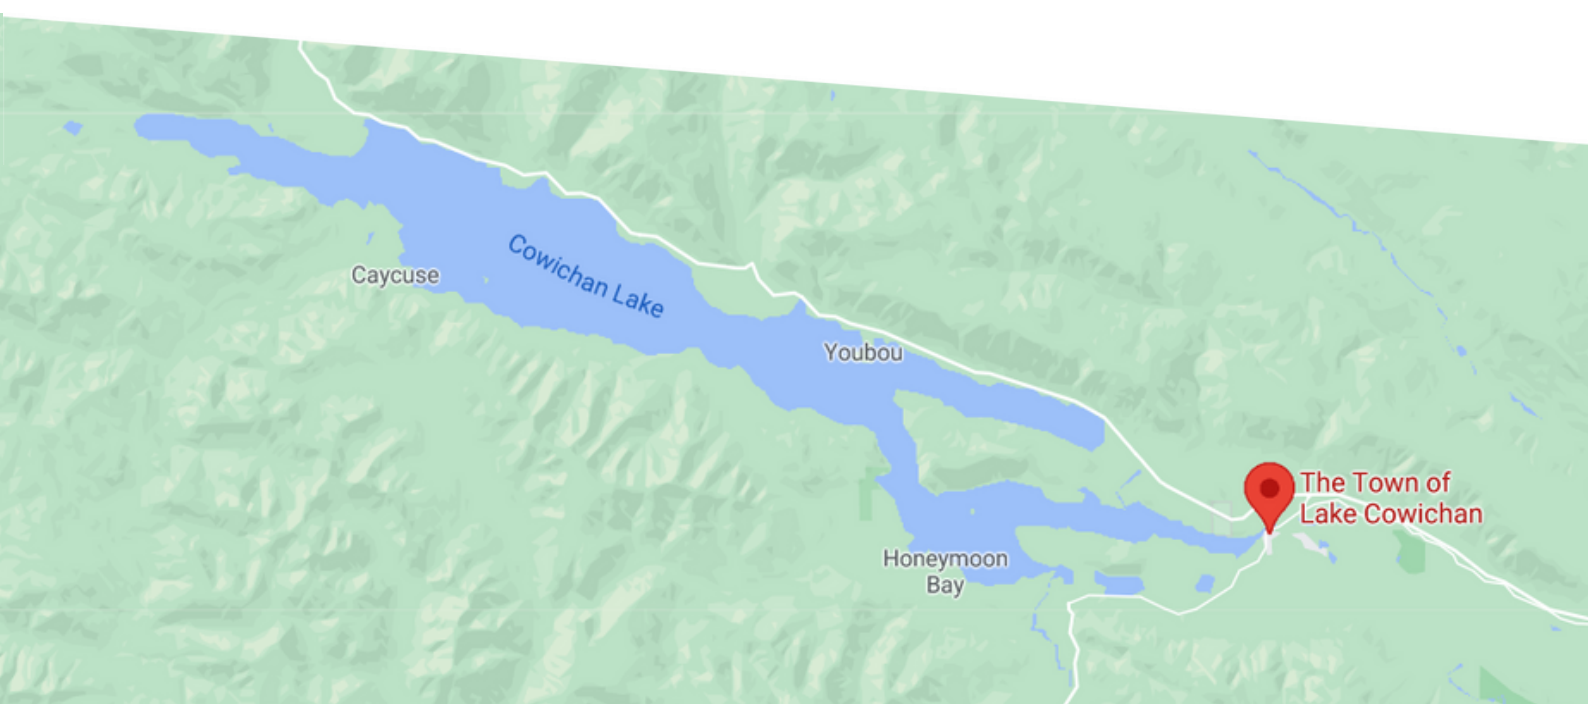 Cowichan Lake
Caycuse
Youbou
The Town of
Lake Cowichan
Honeymoon
Bay